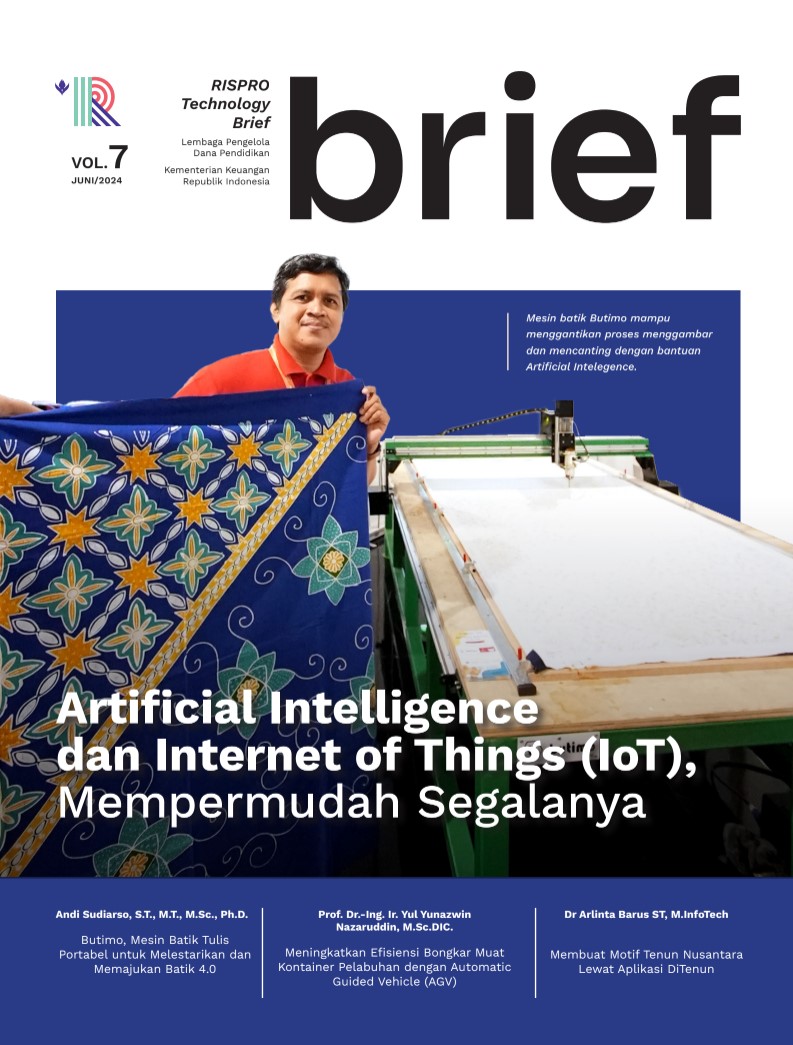 RISPRO
Technology
Brief
Lembaga Pengelola
Dana Pendidikan
Kementerian Keuangan
Republik Indonesia
VOL.7
JUNI/2024
brief
Mesin batik Butimo mampu
menggantikan proses menggambar
dan mencanting dengan bantuan
Artificial Intelegence.
Artificial Intelligence
dan Internet of Things (IoT),
Mempermudah Segalanya
Andi Sudiarso, S.T., M.T., M.Sc., Ph.D.
Butimo, Mesin Batik Tulis
Portabel untuk Melestarikan dan
Memajukan Batik 4.0
Prof. Dr.-Ing. Ir. Yul Yunazwin
Nazaruddin, M.Sc.DIC.
Meningkatkan Efisiensi Bongkar Muat
Kontainer Pelabuhan dengan Automatic
Guided Vehicle (AGV)
Dr Arlinta Barus ST, M.InfoTech
Membuat Motif Tenun Nusantara
Lewat Aplikasi DiTenun